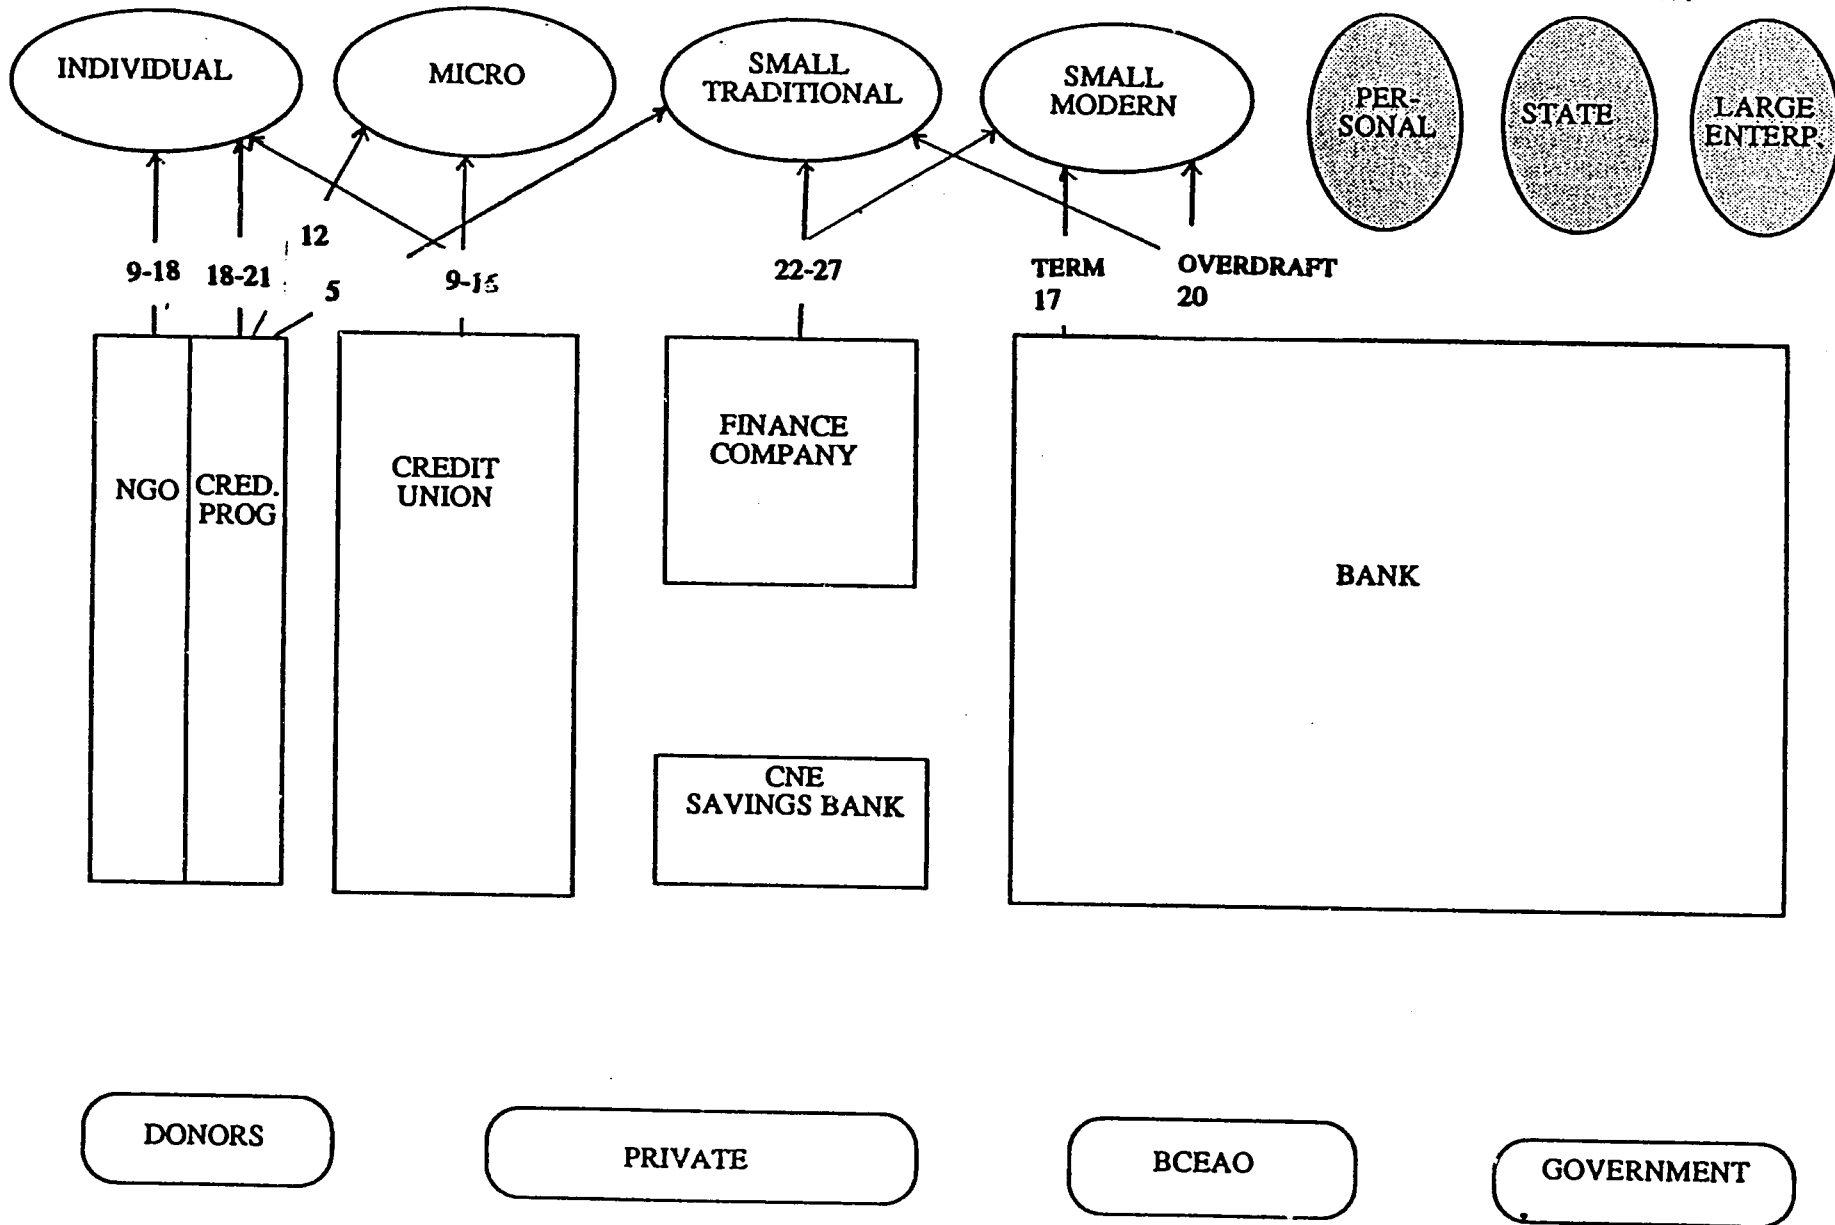 INDIVIDUAL
MICRO
SMALL
TRADITIONAL
SMALL
MODERN
PER-
SONAL
STATE
LARGE
ENTERP.
12
9-18
18-21
5
22-27
TERM
17
OVERDRAFT
20
NGO
CRED.
PROG
CREDIT
UNION
FINANCE
COMPANY
BANK
CNE
SAVINGS BANK
DONORS
PRIVATE
BCEAO
GOVERNMENT